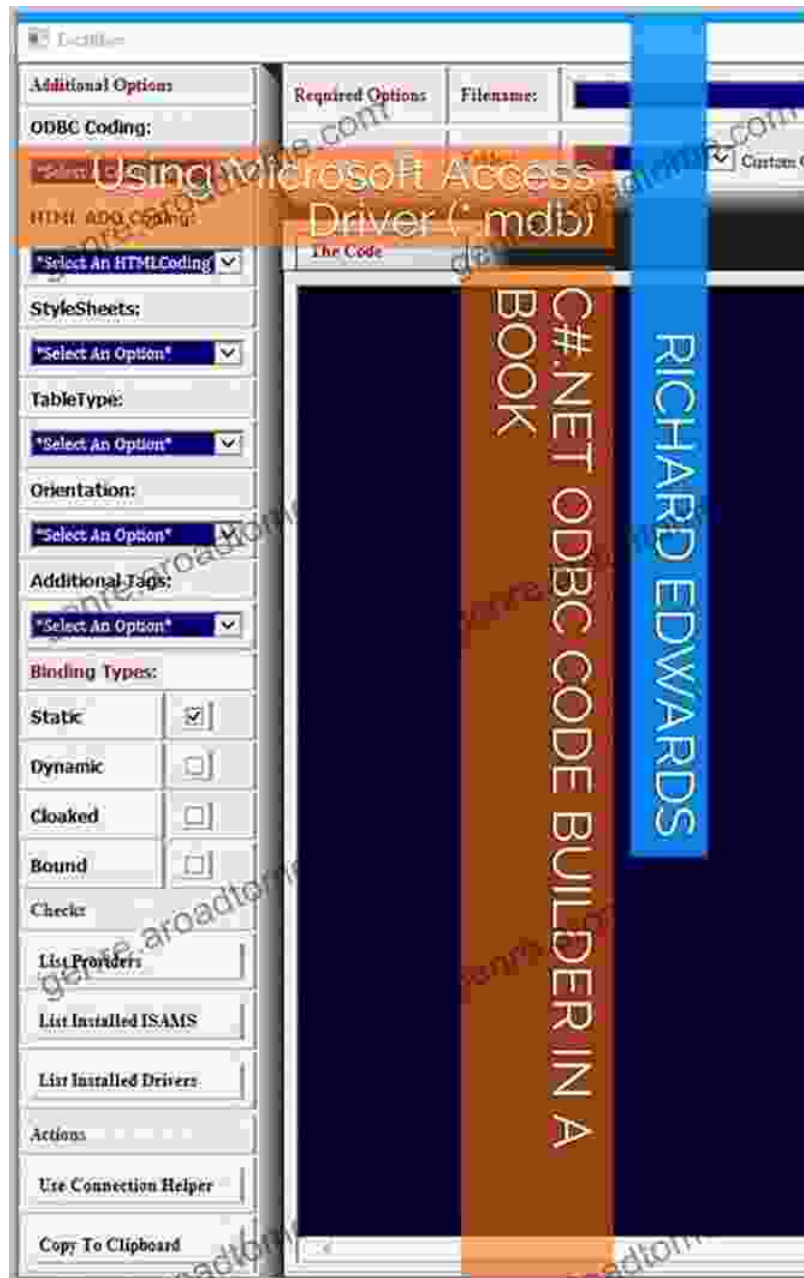 Additional Options
Required Options
Filename:
ODBC Coding:
Custom
Using Microsoft Access
Driver (*.mdb)
HTML ADO Coding:
The Code
*Select An HTMLCoding
StyleSheets:
*Select An Option*
TableType:
*Select An Option*
Orientation:
*Select An Option*
Additional Tags:
*Select An Option*
Binding Types:
Static
Dynamic
Cloaked
Bound
Checks
List Providers
List Installed ISAMS
List Installed Drivers
Actions
Use Connection Helper
Copy To Clipboard
C#.NET ODBC CODE BUILDER IN A
BOOK
RICHARD EDWARDS